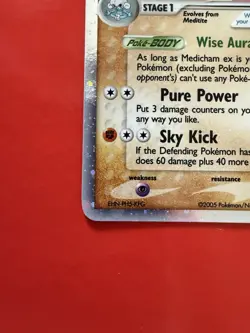 STAGE 1
Evolves from
Meditite
W
your
Poké-BODY Wise Aura
As long as Medicham ex is y
Pokémon (excluding Pokémo
opponent's) can't use any Poké-
Pure Power
Put 3 damage counters on yo
any way you like.
Sky Kick
If the Defending Pokémon has
does 60 damage plus 40 more
weakness resistance
©2005 Pokémon/N